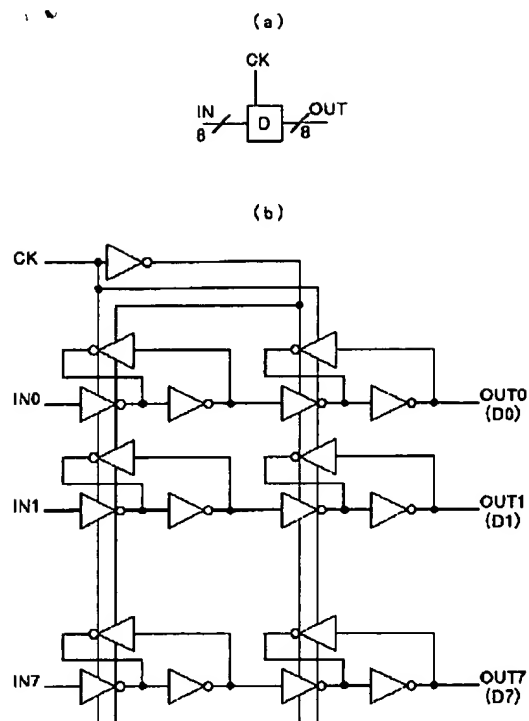 (a)
CK
IN OUT
8 D 8
(b)
CK
IN0 OUT0
(D0)
IN1 OUT1
(D1)
IN7 OUT7
(D7)